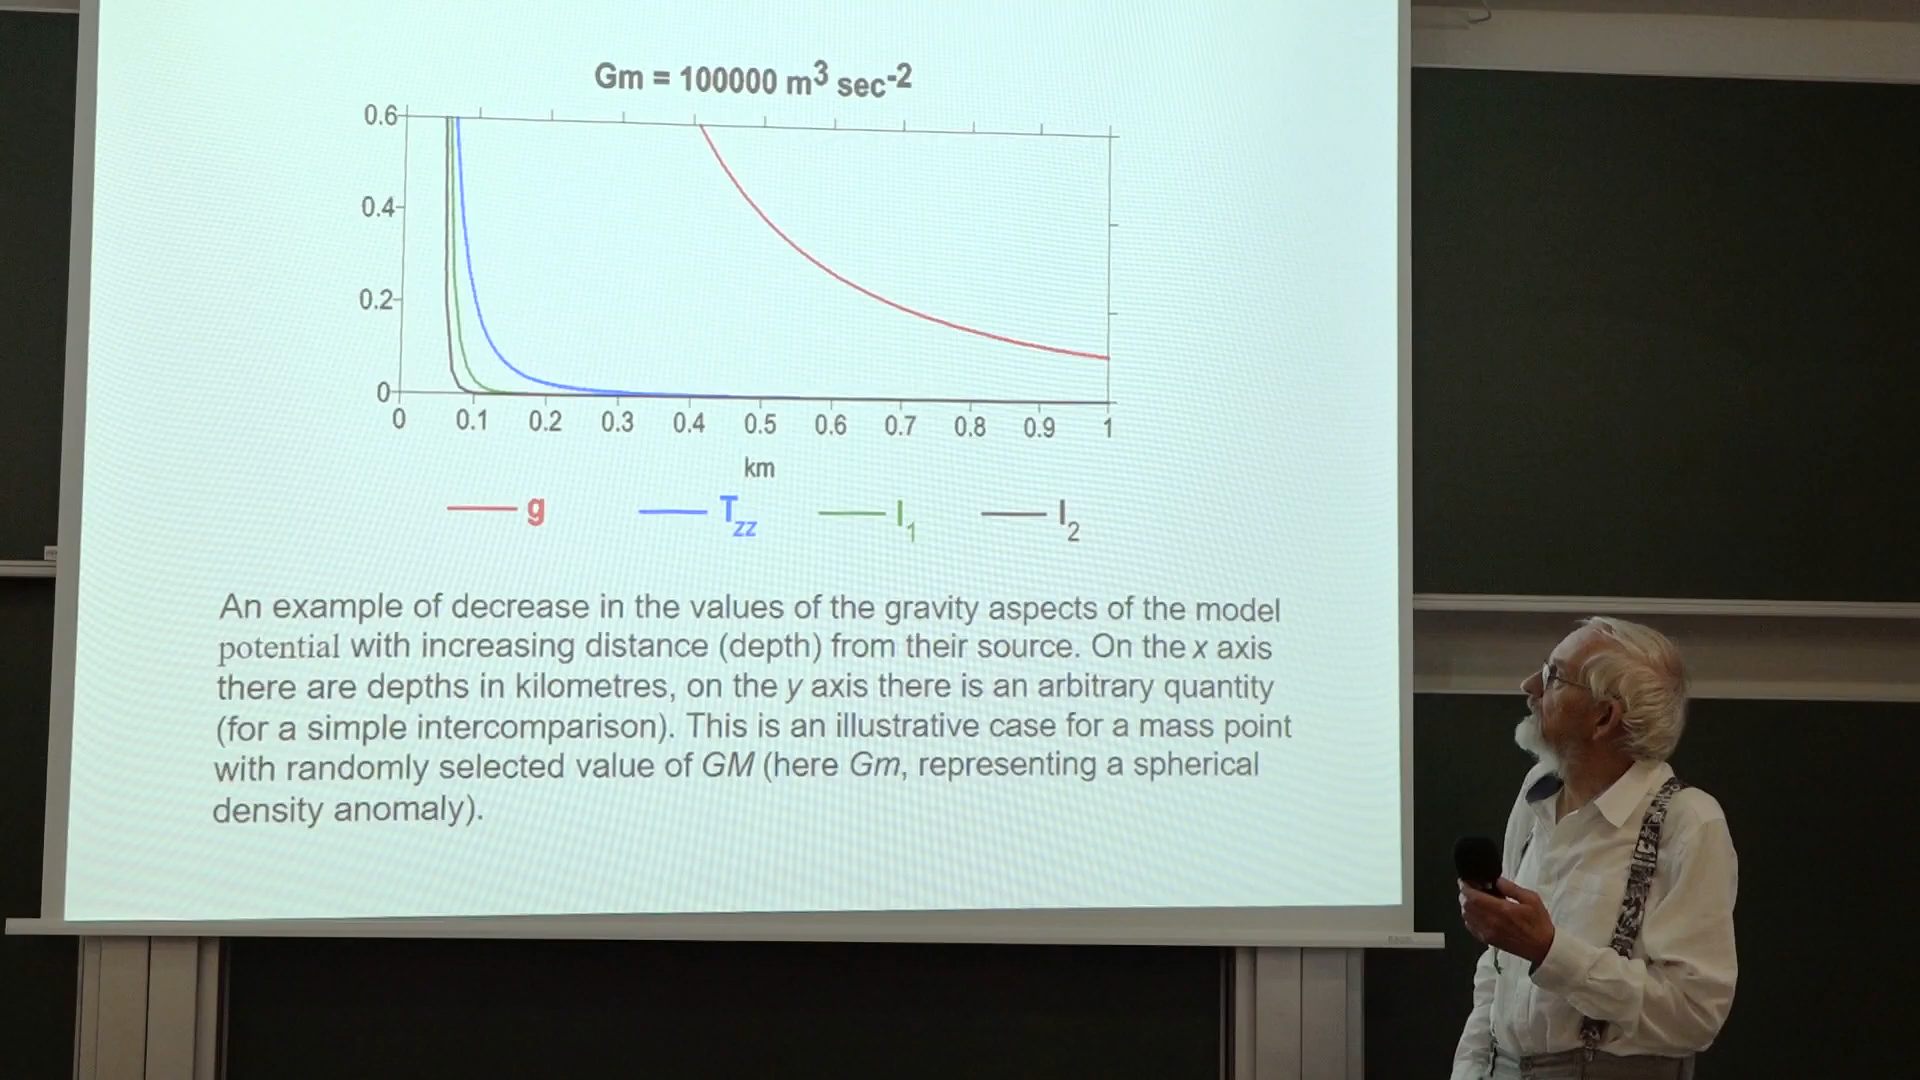 Gm = 100000 m³ sec⁻²
0.6
0.4
0.2
0
0 0.1 0.2 0.3 0.4 0.5 0.6 0.7 0.8 0.9 1
km
g T_zz I_1 I_2
An example of decrease in the values of the gravity aspects of the model
potential with increasing distance (depth) from their source. On the x axis
there are depths in kilometres, on the y axis there is an arbitrary quantity
(for a simple intercomparison). This is an illustrative case for a mass point
with randomly selected value of GM (here Gm, representing a spherical
density anomaly).